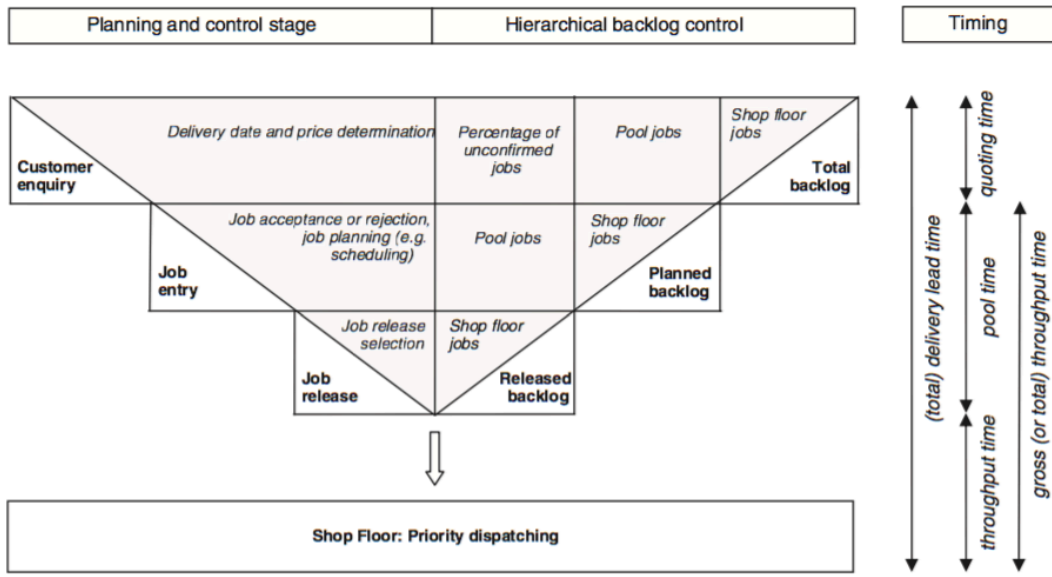 Planning and control stage
Hierarchical backlog control
Timing
Delivery date and price determination
Percentage of
unconfirmed
jobs
Pool jobs
Shop floor
jobs
Customer
enquiry
Total
backlog
Job acceptance or rejection,
job planning (e.g.
scheduling)
Pool jobs
Shop floor
jobs
Job
entry
Planned
backlog
Job release
selection
Shop floor
jobs
Job
release
Released
backlog
Shop Floor: Priority dispatching
(total) delivery lead time
quoting time
pool time
throughput time
gross (or total) throughput time